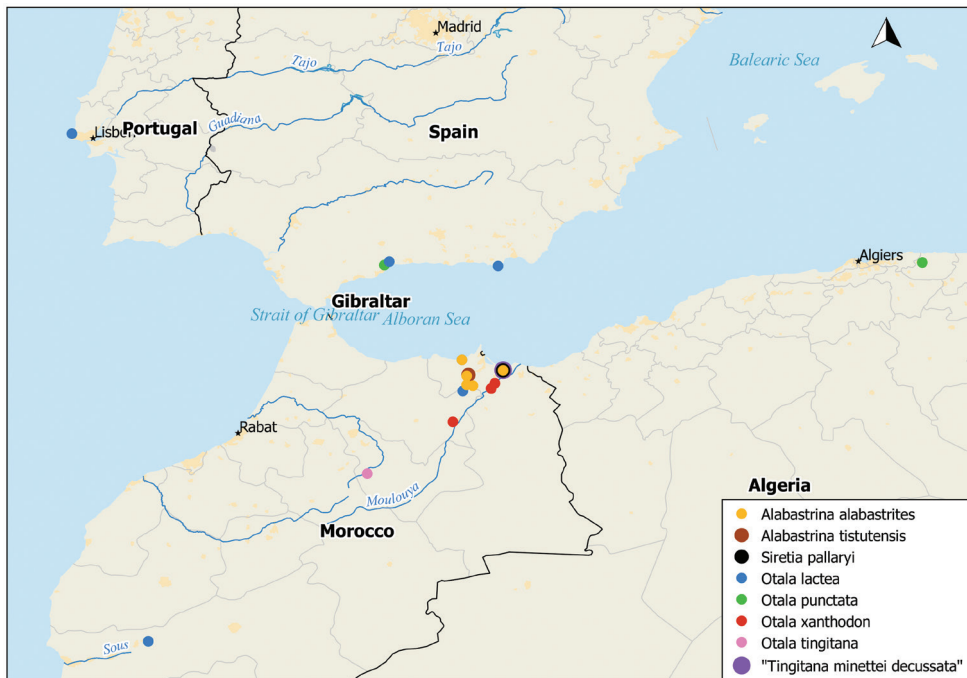 Madrid
Tajo
Tajo
Balearic Sea
Guadiana
Portugal
Spain
Lisbon
Algiers
Gibraltar
Strait of Gibraltar
Alboran Sea
Rabat
Moulouya
Morocco
Algeria
Sous
Alabastrina alabastrites
Alabastrina tistutensis
Siretia pallaryi
Otala lactea
Otala punctata
Otala xanthodon
Otala tingitana
"Tingitana minettei decussata"